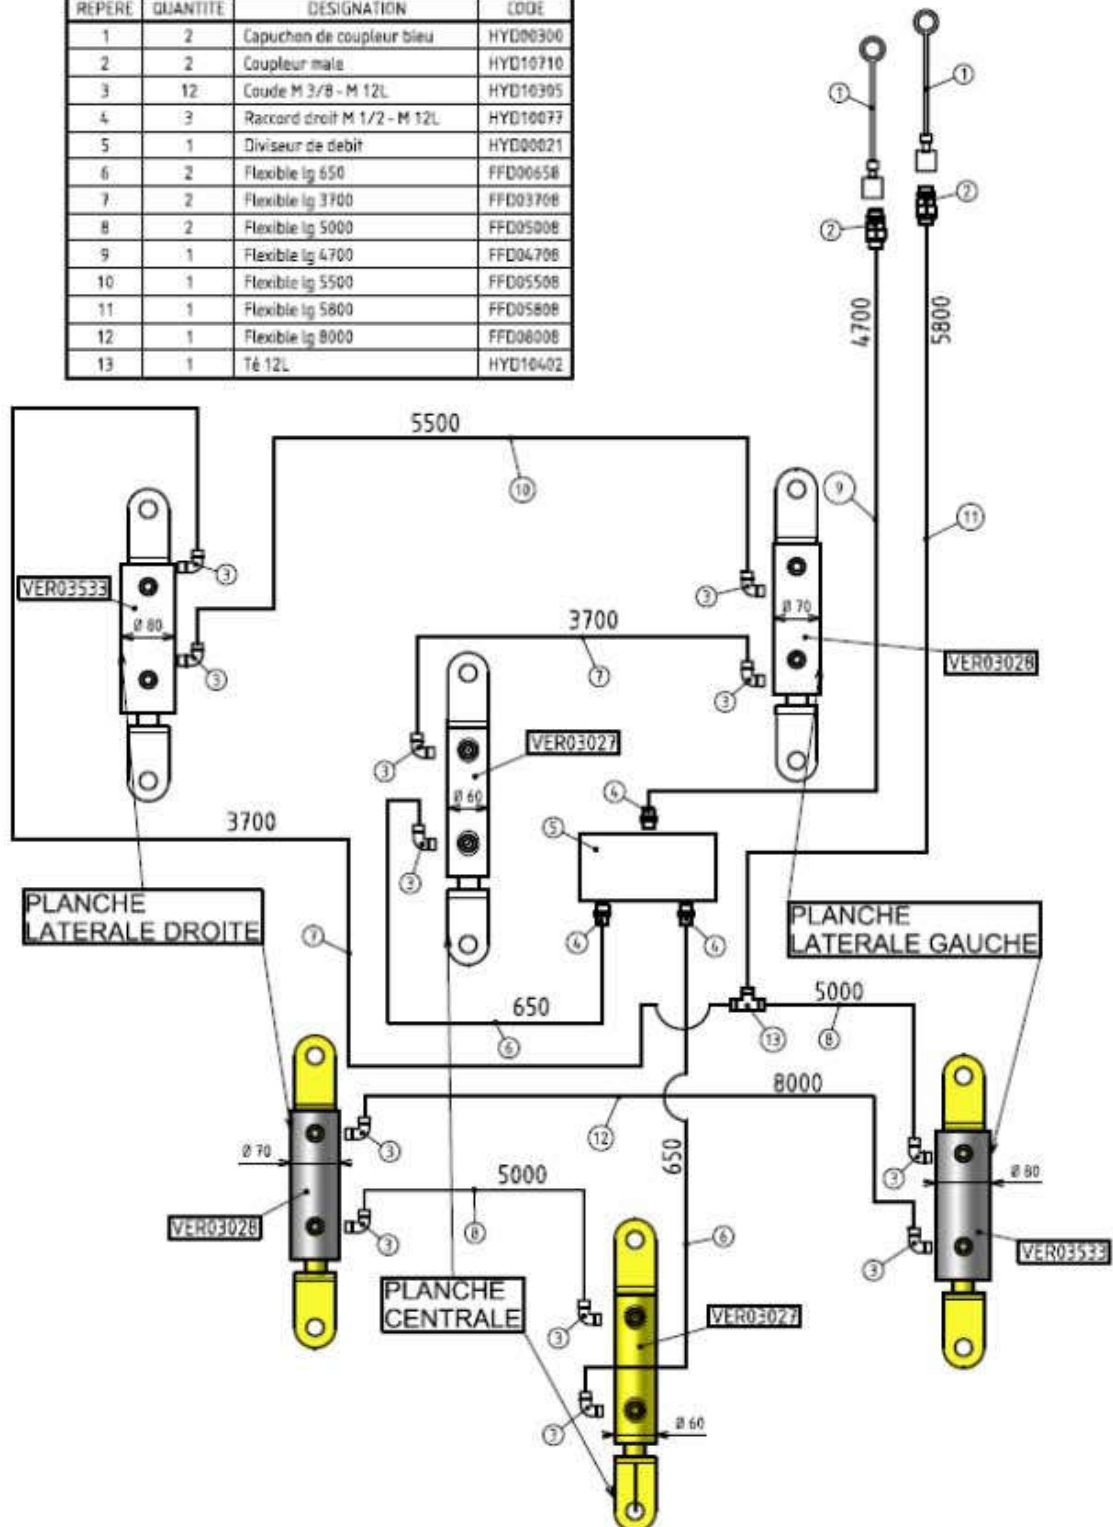 REPERE QUANTITE DESIGNATION CODE
1 2 Capuchon de coupleur bleu HYD00300
2 2 Coupleur male HYD10710
3 12 Coude M 3/8 - M 12L HYD10305
4 3 Raccord droit M 1/2 - M 12L HYD10077
5 1 Diviseur de debit HYD00021
6 2 Flexible lg 650 FFD00658
7 2 Flexible lg 3700 FFD03708
8 2 Flexible lg 5000 FFD05008
9 1 Flexible lg 4700 FFD04708
10 1 Flexible lg 5500 FFD05508
11 1 Flexible lg 5800 FFD05808
12 1 Flexible lg 8000 FFD08008
13 1 Té 12L HYD10402
1
1
2
2
4700
5800
5500
10
9
11
VER03533
3
Ø 80
3
3
Ø 70
3700
7
3
VER03028
VER03027
3
Ø 60
3
4
5
3700
PLANCHE
LATERALE DROITE
7
4
4
PLANCHE
LATERALE GAUCHE
650
6
13
5000
8
8000
12
3
Ø 70
650
3
Ø 80
5000
8
VER03028
3
6
3
VER03533
PLANCHE
CENTRALE
3
VER03027
3
Ø 60